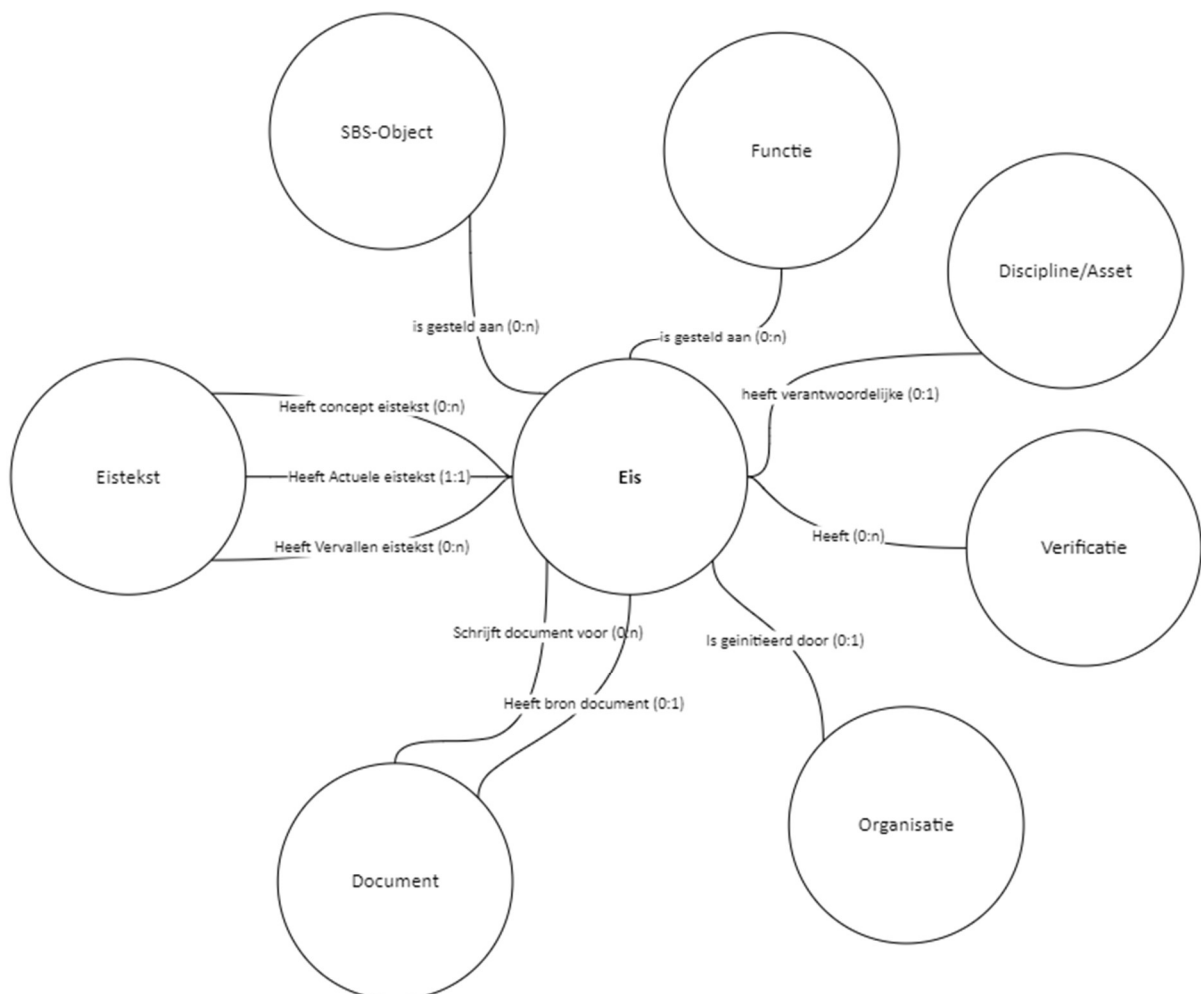 SBS-Object
Functie
Discipline/Asset
is gesteld aan (0:n)
is gesteld aan (0:n)
heeft verantwoordelijke (0:1)
Heeft concept eistekst (0:n)
Eistekst
Heeft Actuele eistekst (1:1)
Eis
Heeft (0:n)
Verificatie
Heeft Vervallen eistekst (0:n)
Schrijft document voor (0:n)
Is geinitieerd door (0:1)
Heeft bron document (0:1)
Organisatie
Document